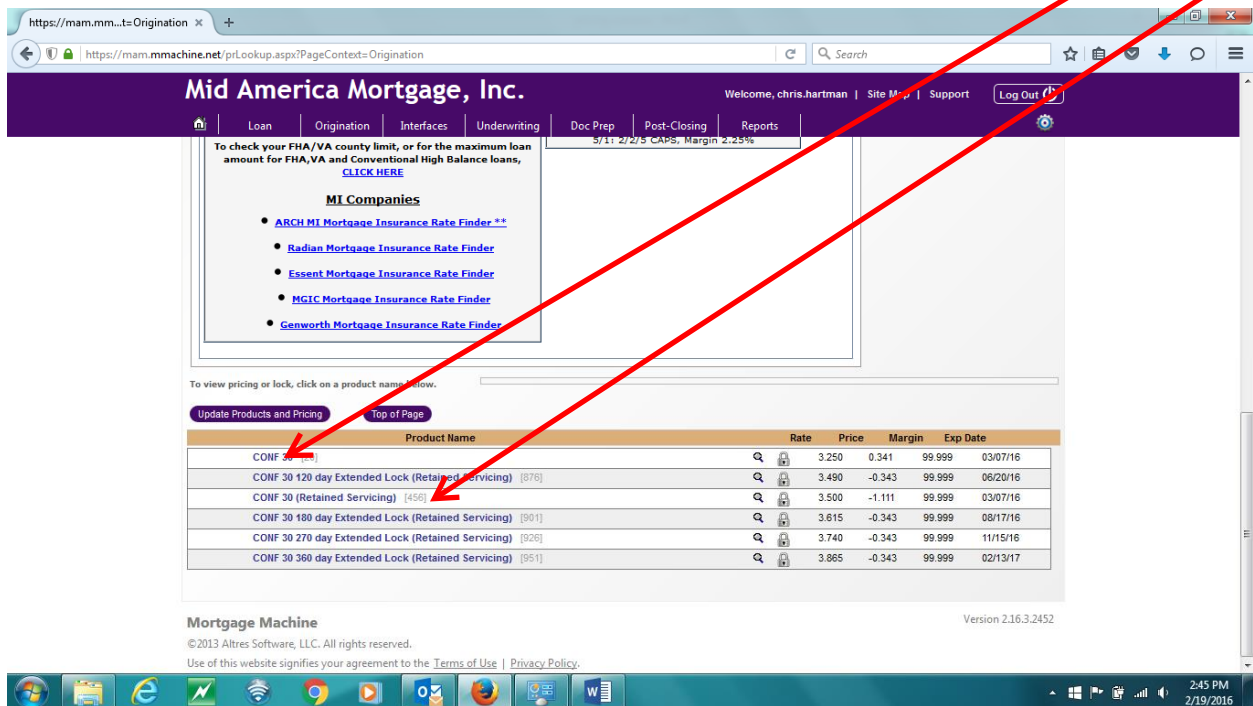 https://mam.mm...t=Origination × +
https://mam.mmachine.net/prLookup.aspx?PageContext=Origination
Search
Mid America Mortgage, Inc.
Welcome, chris.hartman | Site Map | Support Log Out
Loan Origination Interfaces Underwriting Doc Prep Post-Closing Reports
5/1: 2/2/5 CAPS, Margin 2.25%
To check your FHA/VA county limit, or for the maximum loan
amount for FHA,VA and Conventional High Balance loans,
CLICK HERE
MI Companies
• ARCH MI Mortgage Insurance Rate Finder **
• Radian Mortgage Insurance Rate Finder
• Essent Mortgage Insurance Rate Finder
• MGIC Mortgage Insurance Rate Finder
• Genworth Mortgage Insurance Rate Finder
To view pricing or lock, click on a product name below.
Update Products and Pricing Top of Page
Product Name Rate Price Margin Exp Date
CONF 30 3.250 0.341 99.999 03/07/16
CONF 30 120 day Extended Lock (Retained Servicing) [876] 3.490 -0.343 99.999 06/20/16
CONF 30 (Retained Servicing) [456] 3.500 -1.111 99.999 03/07/16
CONF 30 180 day Extended Lock (Retained Servicing) [901] 3.615 -0.343 99.999 08/17/16
CONF 30 270 day Extended Lock (Retained Servicing) [926] 3.740 -0.343 99.999 11/15/16
CONF 30 360 day Extended Lock (Retained Servicing) [951] 3.865 -0.343 99.999 02/13/17
Mortgage Machine
Version 2.16.3.2452
©2013 Altres Software, LLC. All rights reserved.
Use of this website signifies your agreement to the Terms of Use | Privacy Policy.
2:45 PM
2/19/2016